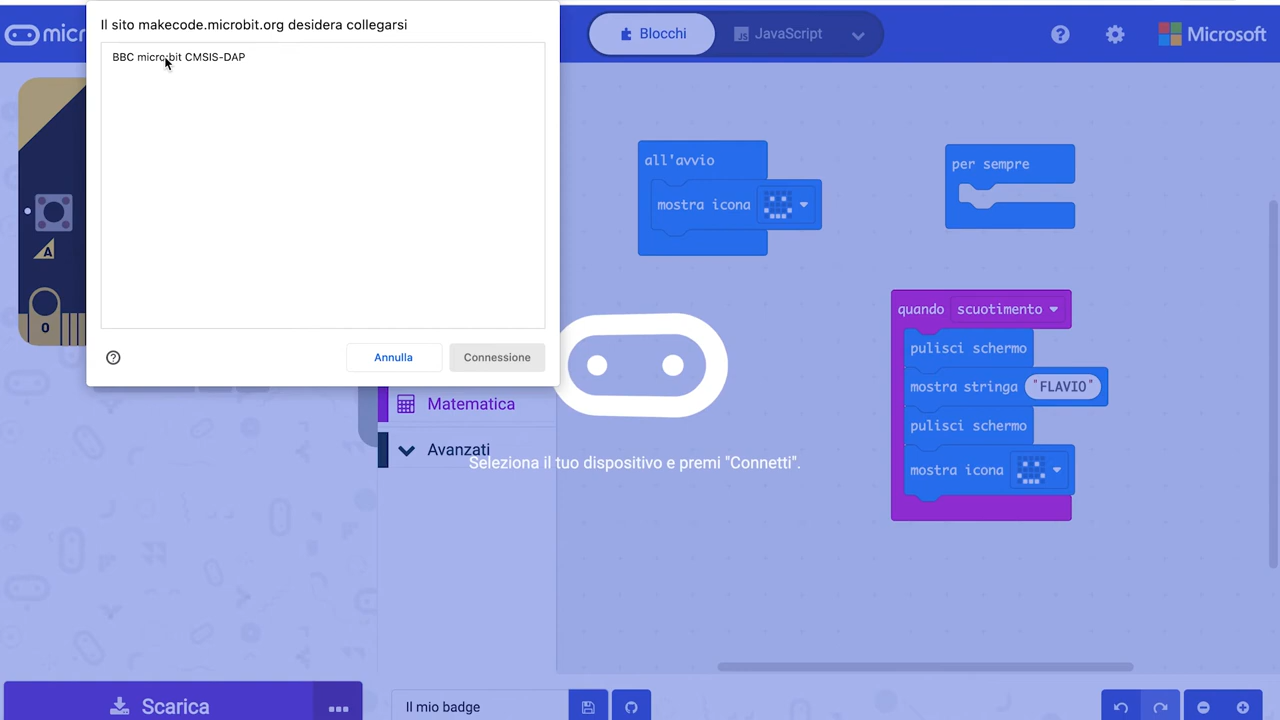 Il sito makecode.microbit.org desidera collegarsi
BBC micro:bit CMSIS-DAP
Annulla
Connessione
micr
Blocchi
JavaScript
Microsoft
A
0
all'avvio
mostra icona
per sempre
quando scuotimento
pulisci schermo
mostra stringa "FLAVIO"
pulisci schermo
mostra icona
Matematica
Avanzati
Seleziona il tuo dispositivo e premi "Connetti".
Scarica
Il mio badge